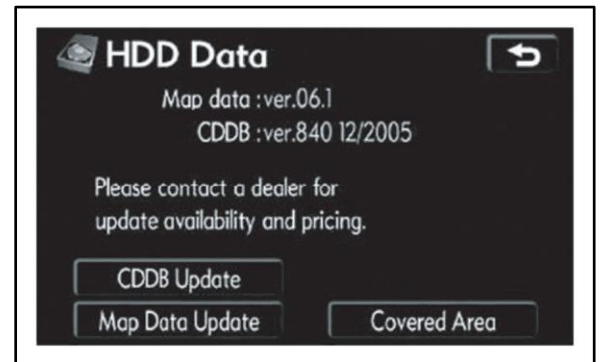 HDD Data
Map data :ver.06.1
CDDB :ver.840 12/2005
Please contact a dealer for
update availability and pricing.
CDDB Update
Map Data Update
Covered Area